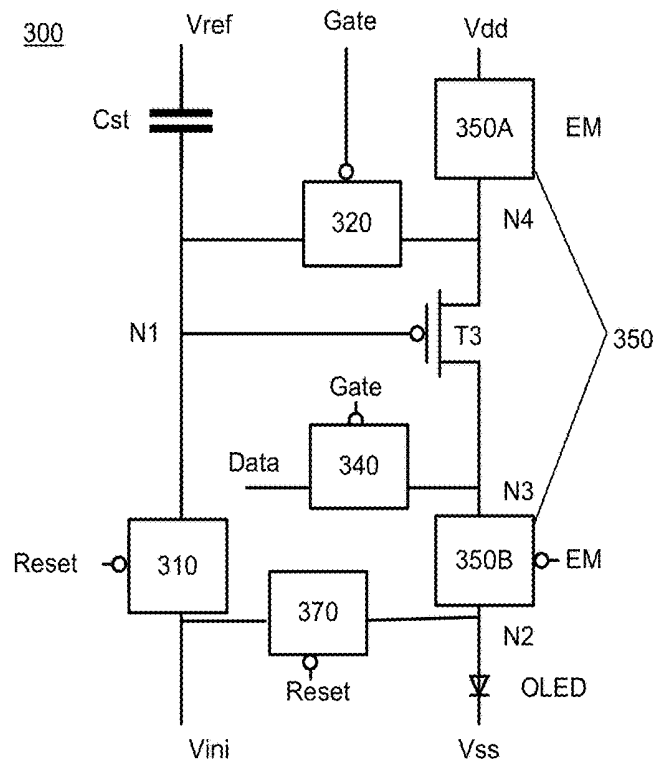 300
Vref
Gate
Vdd
Cst
350A
EM
320
N4
N1
T3
350
Gate
Data
340
N3
Reset
310
350B
EM
370
N2
Reset
OLED
Vini
Vss